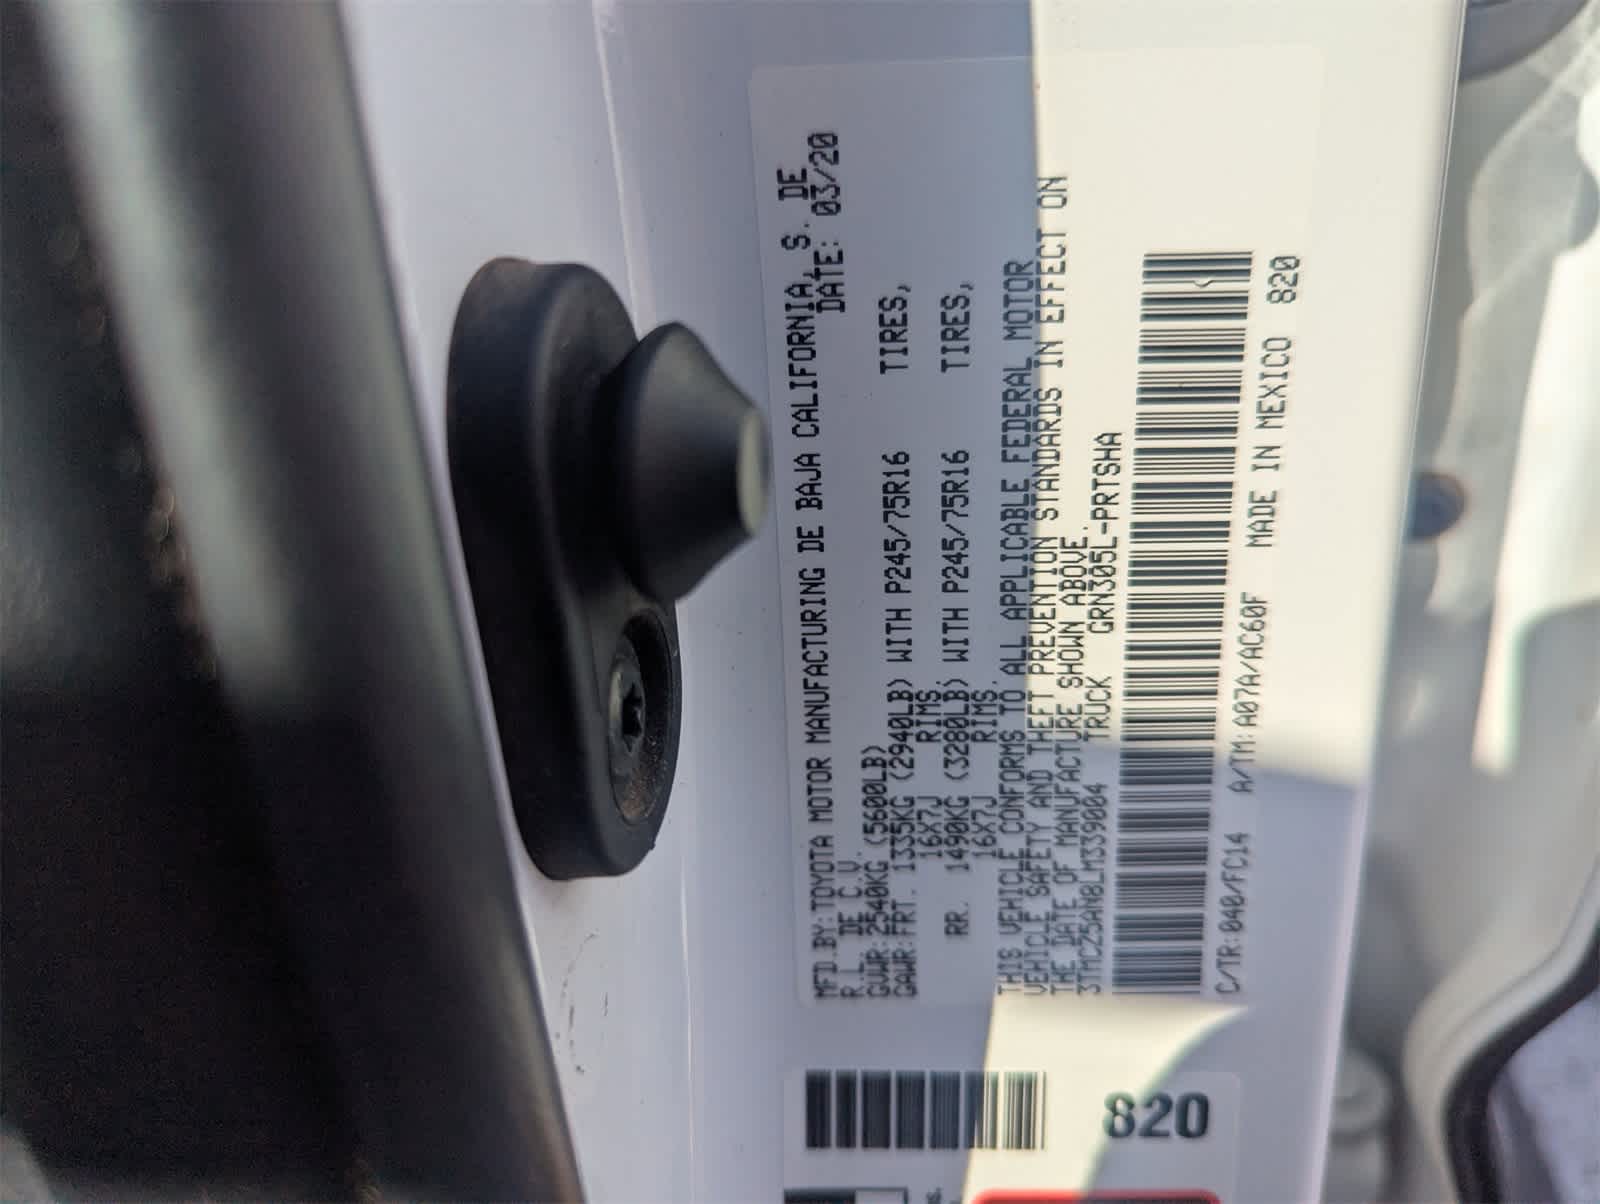 MFD.BY:TOYOTA MOTOR MANUFACTURING DE BAJA CALIFORNIA, S. DE
R.L. DE C.V. DATE: 03/20
GVWR:2540KG (5600LB)
GAWR:FRT. 1335KG (2940LB) WITH P245/75R16 TIRES,
16X7J RIMS.
RR. 1490KG (3280LB) WITH P245/75R16 TIRES,
16X7J RIMS.
THIS VEHICLE CONFORMS TO ALL APPLICABLE FEDERAL MOTOR
VEHICLE SAFETY AND THEFT PREVENTION STANDARDS IN EFFECT ON
THE DATE OF MANUFACTURE SHOWN ABOVE.
3TMCZ5AN8LM339004 TRUCK GRN305L-PRTSHA
C/TR:040/FC14 A/TM:A07A/AC60F MADE IN MEXICO 820
820